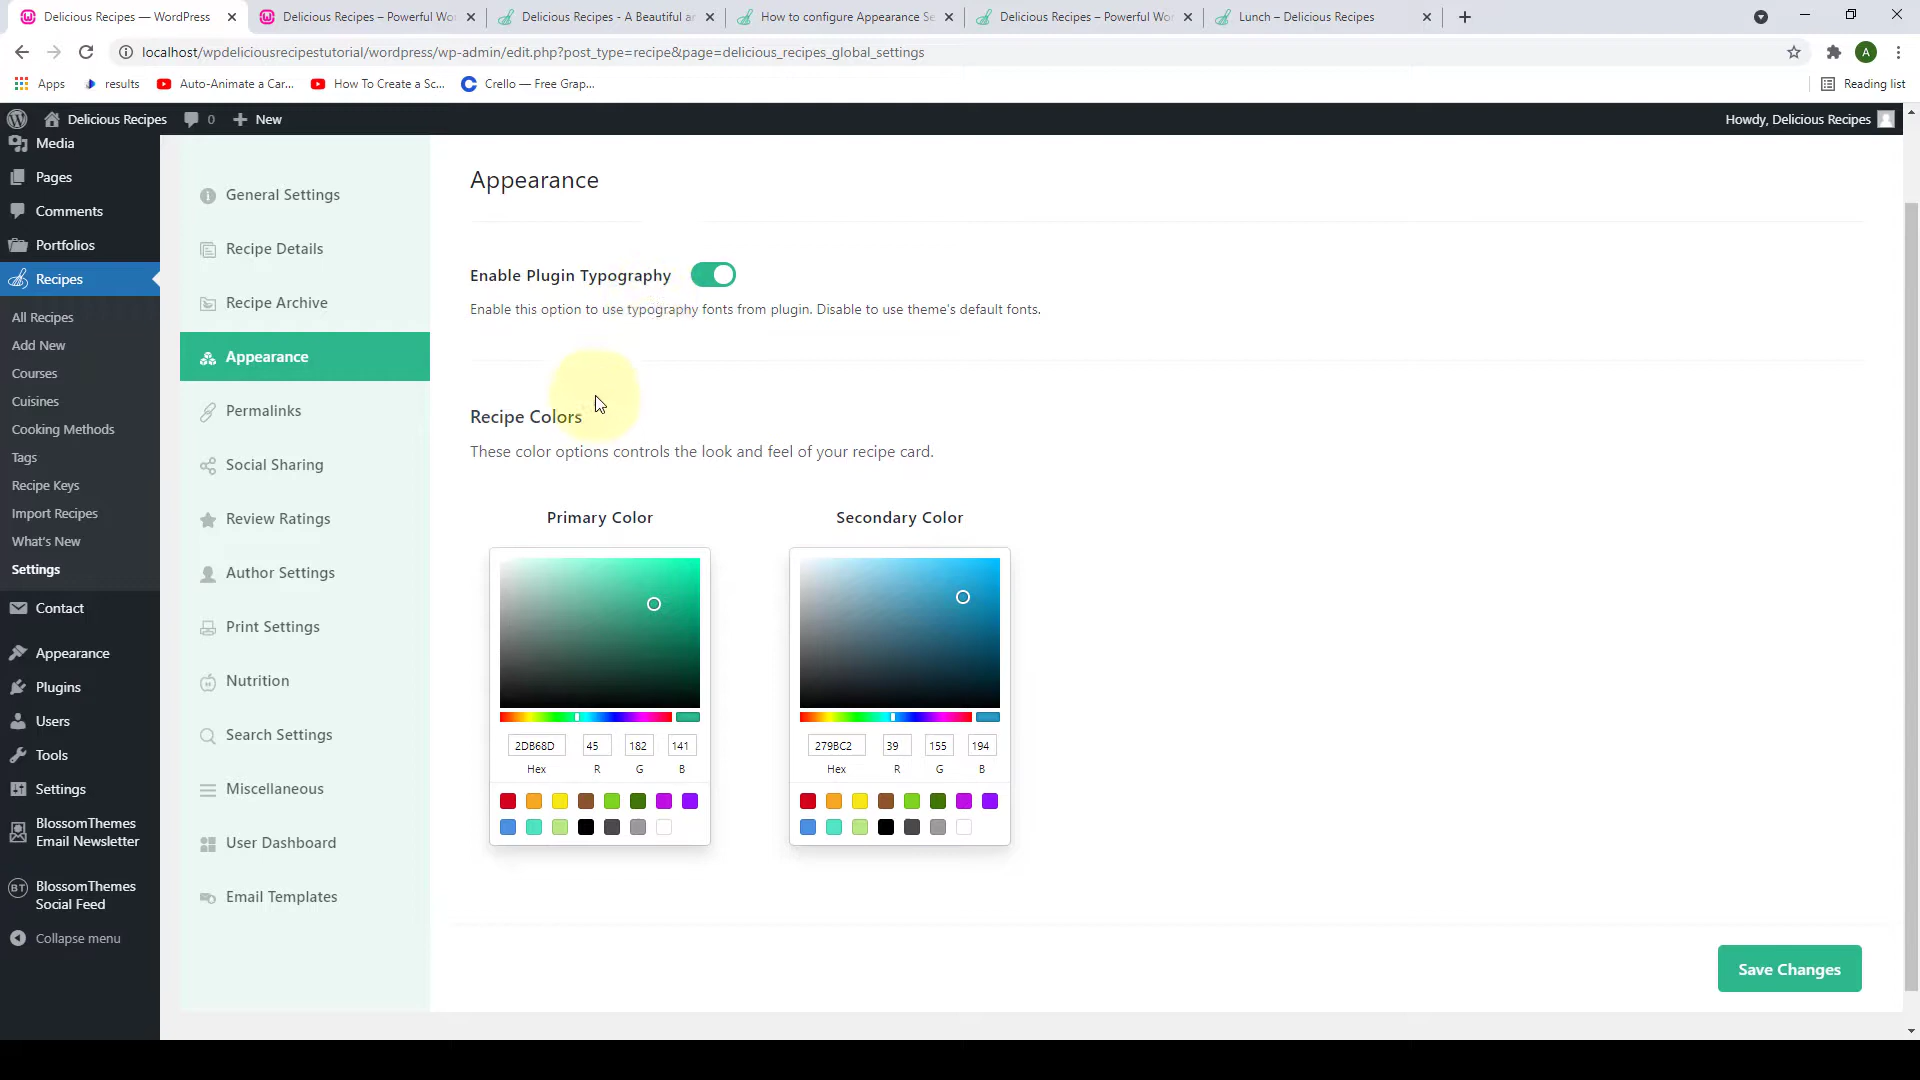 Delicious Recipes — WordPress
Delicious Recipes – Powerful Wo
Delicious Recipes - A Beautiful a
How to configure Appearance Se
Delicious Recipes – Powerful Wo
Lunch – Delicious Recipes
localhost/wpdeliciousrecipestutorial/wordpress/wp-admin/edit.php?post_type=recipe&page=delicious_recipes_global_settings
A
Apps
results
Auto-Animate a Car...
How To Create a Sc...
Crello — Free Grap...
Reading list
Delicious Recipes
0
New
Howdy, Delicious Recipes
Media
Pages
Comments
Portfolios
Recipes
All Recipes
Add New
Courses
Cuisines
Cooking Methods
Tags
Recipe Keys
Import Recipes
What's New
Settings
Contact
Appearance
Plugins
Users
Tools
Settings
BlossomThemes
Email Newsletter
BT
BlossomThemes
Social Feed
Collapse menu
General Settings
Recipe Details
Recipe Archive
Appearance
Permalinks
Social Sharing
Review Ratings
Author Settings
Print Settings
Nutrition
Search Settings
Miscellaneous
User Dashboard
Email Templates
Appearance
Enable Plugin Typography
Enable this option to use typography fonts from plugin. Disable to use theme's default fonts.
Recipe Colors
These color options controls the look and feel of your recipe card.
Primary Color
2DB68D 45 182 141
Hex R G B
Secondary Color
279BC2 39 155 194
Hex R G B
Save Changes